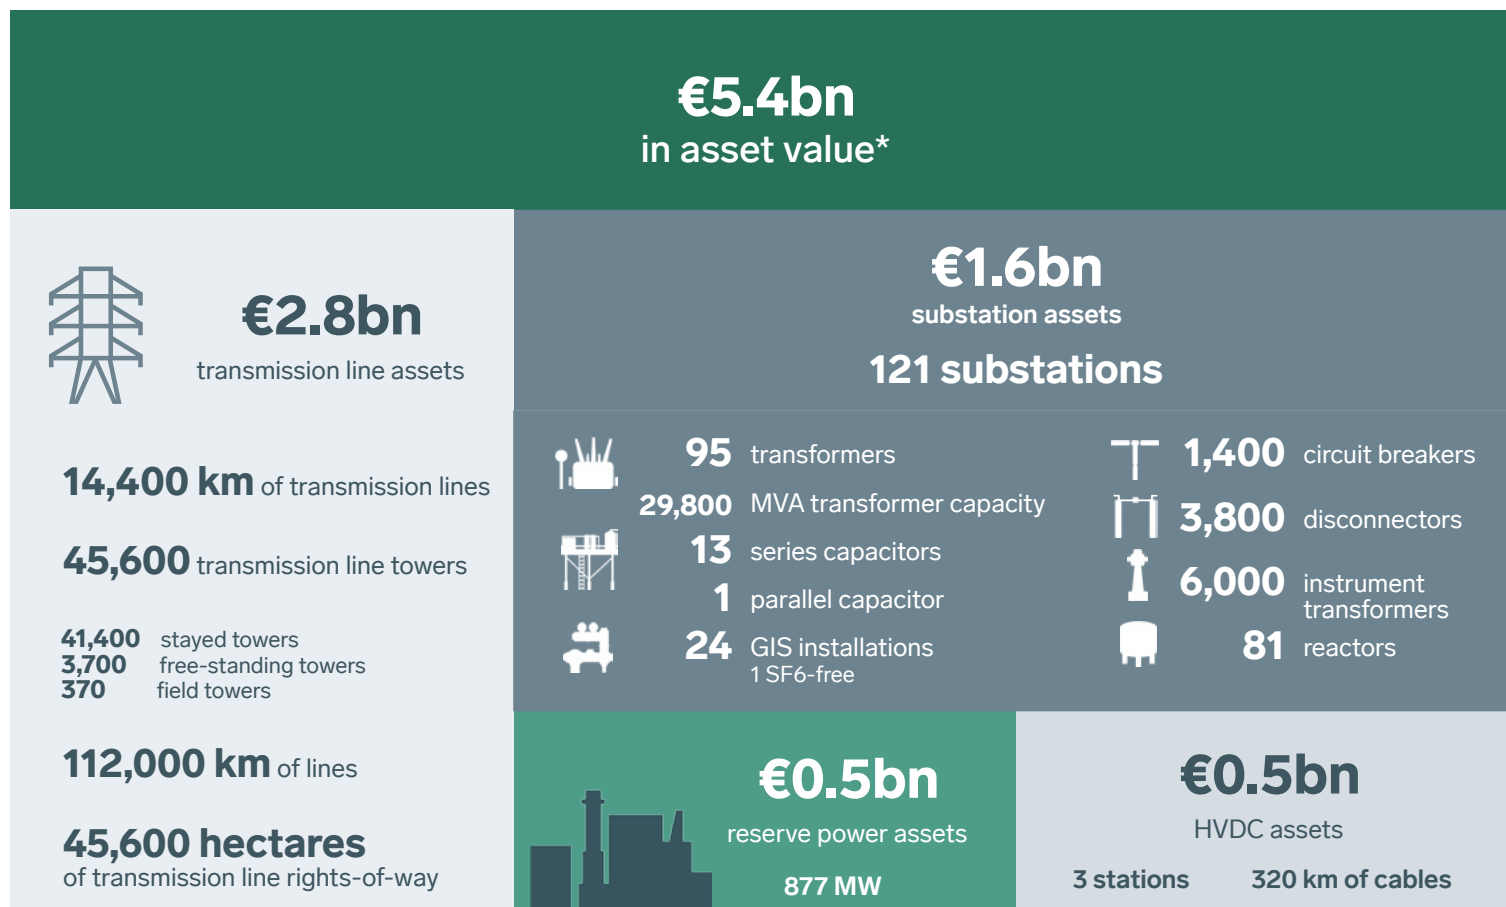 €5.4bn
in asset value*
€2.8bn
transmission line assets
14,400 km of transmission lines
45,600 transmission line towers
41,400 stayed towers
3,700 free-standing towers
370 field towers
112,000 km of lines
45,600 hectares
of transmission line rights-of-way
€1.6bn
substation assets
121 substations
95 transformers
29,800 MVA transformer capacity
13 series capacitors
1 parallel capacitor
24 GIS installations
1 SF6-free
1,400 circuit breakers
3,800 disconnectors
6,000 instrument
transformers
81 reactors
€0.5bn
reserve power assets
877 MW
€0.5bn
HVDC assets
3 stations 320 km of cables